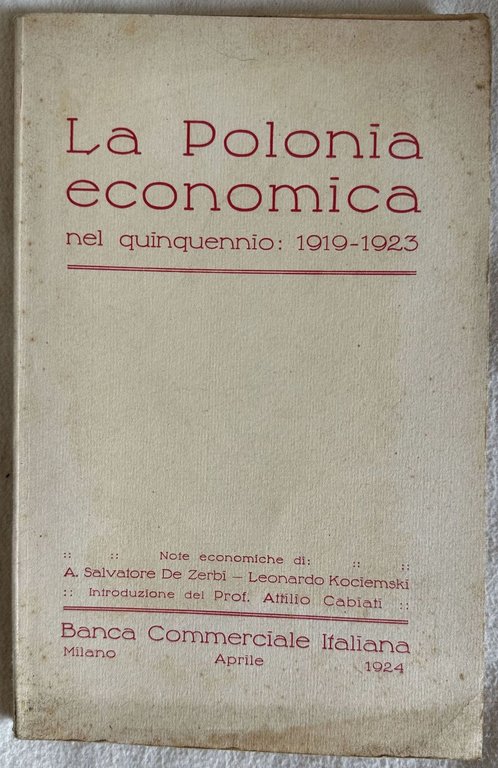 La Polonia
economica
nel quinquennio: 1919-1923
:: :: Note economiche di: :: ::
A. Salvatore De Zerbi – Leonardo Kociemski
:: Introduzione del Prof. Attilio Cabiati ::
Banca Commerciale Italiana
Milano Aprile 1924